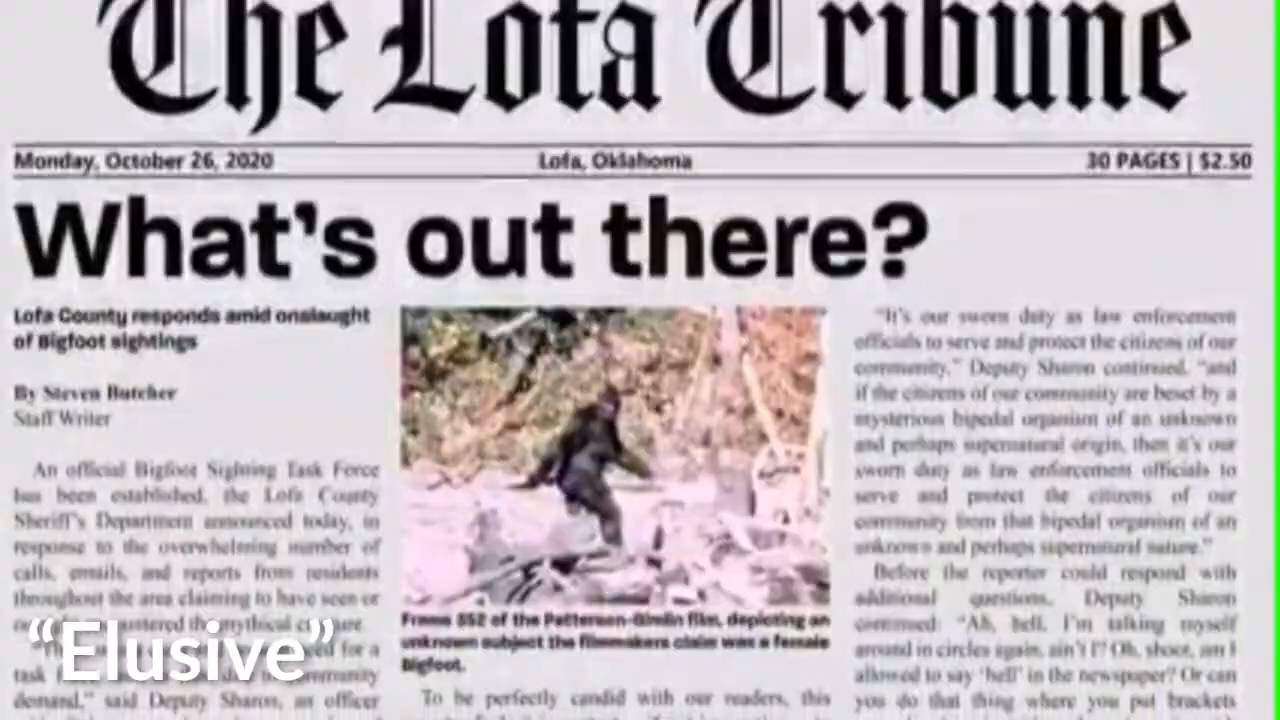 The Lofa Tribune
Monday, October 26, 2020 Lofa, Oklahoma 30 PAGES | $2.50
What's out there?
Lofa County responds amid onslaught
of Bigfoot sightings
By Steven Butcher
Staff Writer
An official Bigfoot Sighting Task Force
has been established, the Lofa County
Sheriff's Department announced today, in
response to the overwhelming number of
calls, emails, and reports from residents
throughout the area claiming to have seen or
the mythical creature.
for a
task
demand," said Deputy Sharon, an officer
Frame 352 of the Patterson-Gimlin film, depicting an
unknown subject the filmmakers claim was a female
Bigfoot.
To be perfectly candid with our readers, this
"It's our sworn duty as law enforcement
officials to serve and protect the citizens of our
community," Deputy Sharon continued, "and
if the citizens of our community are beset by a
mysterious bipedal organism of an unknown
and perhaps supernatural origin, then it's our
sworn duty as law enforcement officials to
serve and protect the citizens of our
community from that bipedal organism of an
unknown and perhaps supernatural nature."
Before the reporter could respond with
additional questions, Deputy Sharon
continued: "Ah, hell, I'm talking myself
around in circles again, ain't I? Oh, shoot, am I
allowed to say 'hell' in the newspaper? Or can
you do that thing where you put brackets
"Elusive"